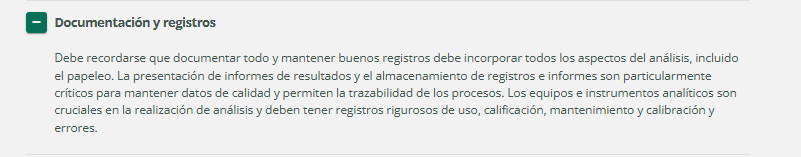 Documentación y registros
Debe recordarse que documentar todo y mantener buenos registros debe incorporar todos los aspectos del análisis, incluido
el papeleo. La presentación de informes de resultados y el almacenamiento de registros e informes son particularmente
críticos para mantener datos de calidad y permiten la trazabilidad de los procesos. Los equipos e instrumentos analíticos son
cruciales en la realización de análisis y deben tener registros rigurosos de uso, calificación, mantenimiento y calibración y
errores.